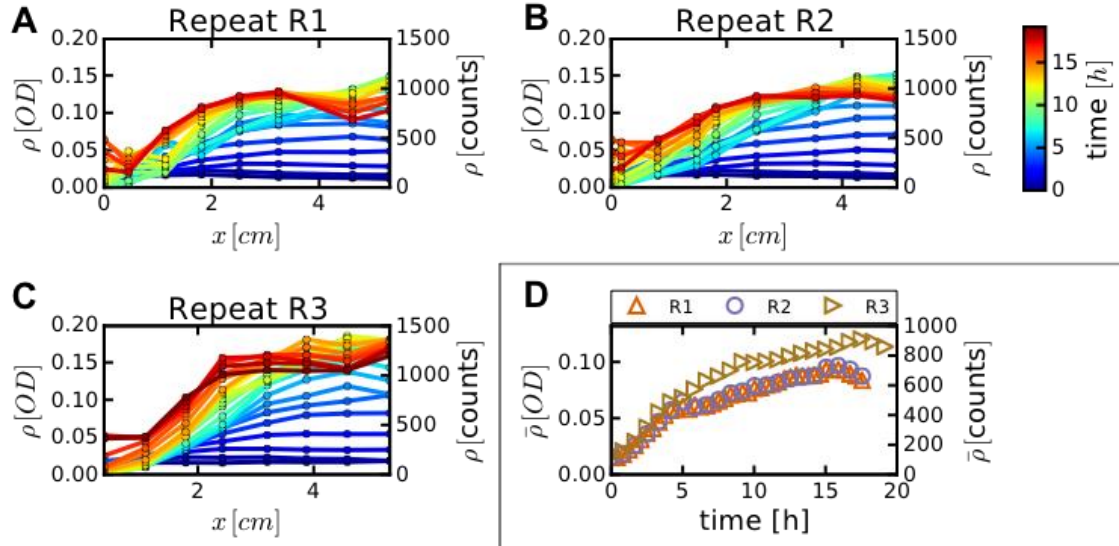 A Repeat R1
0.20
0.15
0.10
0.05
0.00
ρ [OD]
1500
1000
500
0
ρ [counts]
0 2 4
x [cm]
B Repeat R2
0.20
0.15
0.10
0.05
0.00
ρ [OD]
1500
1000
500
0
ρ [counts]
0 2 4
x [cm]
15
10
5
0
time [h]
C Repeat R3
0.20
0.15
0.10
0.05
0.00
ρ [OD]
1500
1000
500
0
ρ [counts]
2 4
x [cm]
D
R1 R2 R3
0.10
0.05
0.00
ρ̄ [OD]
1000
800
600
400
200
0
ρ̄ [counts]
0 5 10 15 20
time [h]